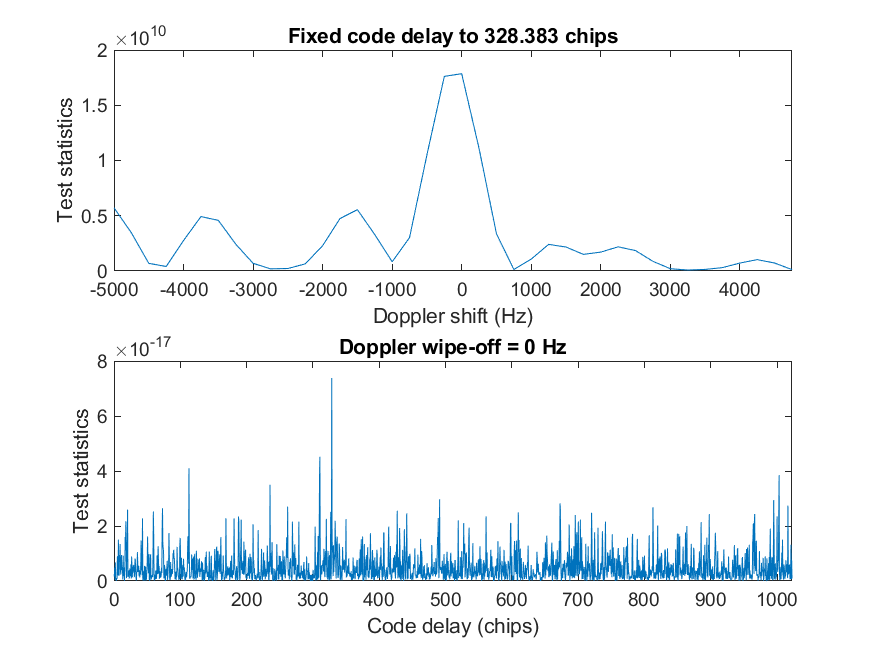 Fixed code delay to 328.383 chips
×10^10
2
1.5
1
0.5
0
Test statistics
-5000 -4000 -3000 -2000 -1000 0 1000 2000 3000 4000
Doppler shift (Hz)
Doppler wipe-off = 0 Hz
×10^-17
8
6
4
2
0
Test statistics
0 100 200 300 400 500 600 700 800 900 1000
Code delay (chips)